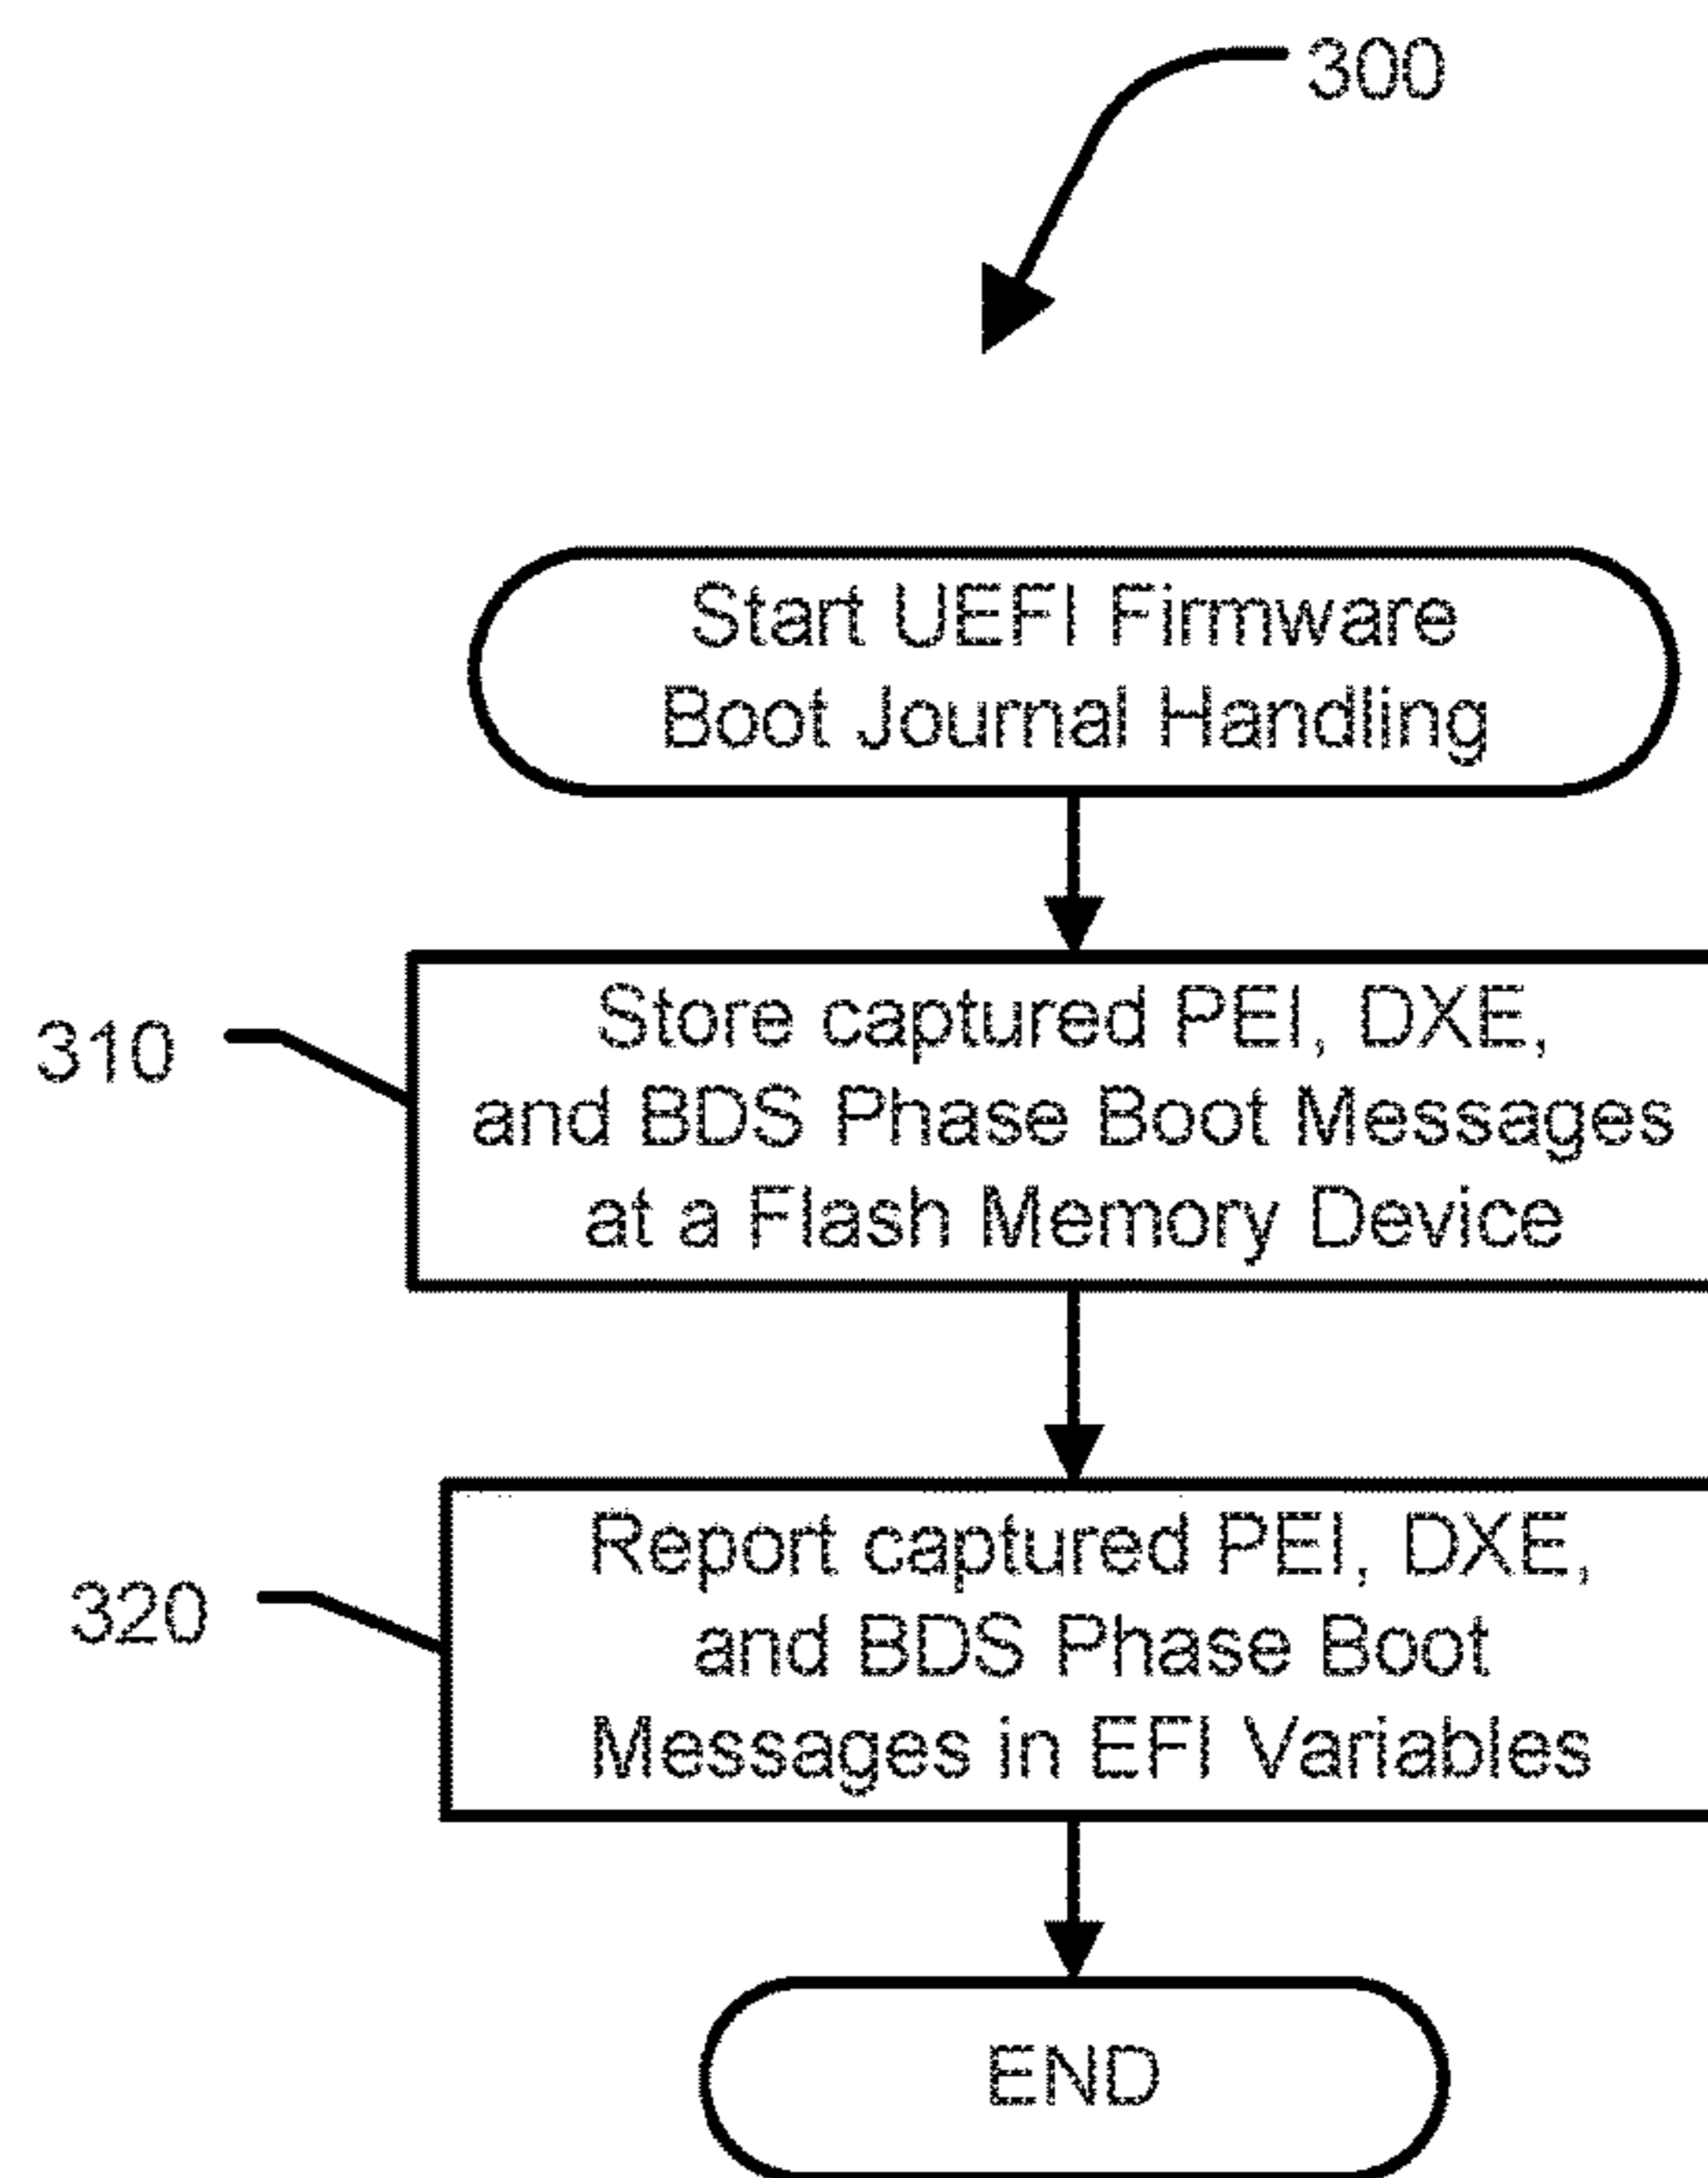 300
Start UEFI Firmware
Boot Journal Handling
310
Store captured PEI, DXE,
and BDS Phase Boot Messages
at a Flash Memory Device
320
Report captured PEI, DXE,
and BDS Phase Boot
Messages in EFI Variables
END